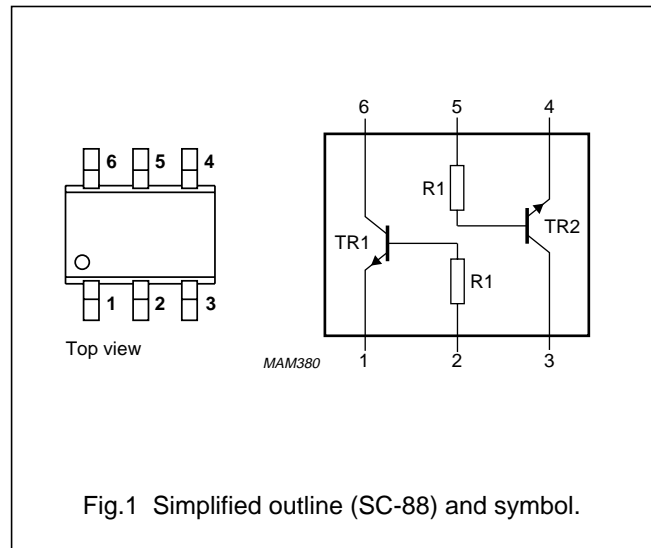 6 5 4
1 2 3
Top view
6 5 4
R1
TR2
TR1
R1
MAM380
1 2 3
Fig.1 Simplified outline (SC-88) and symbol.